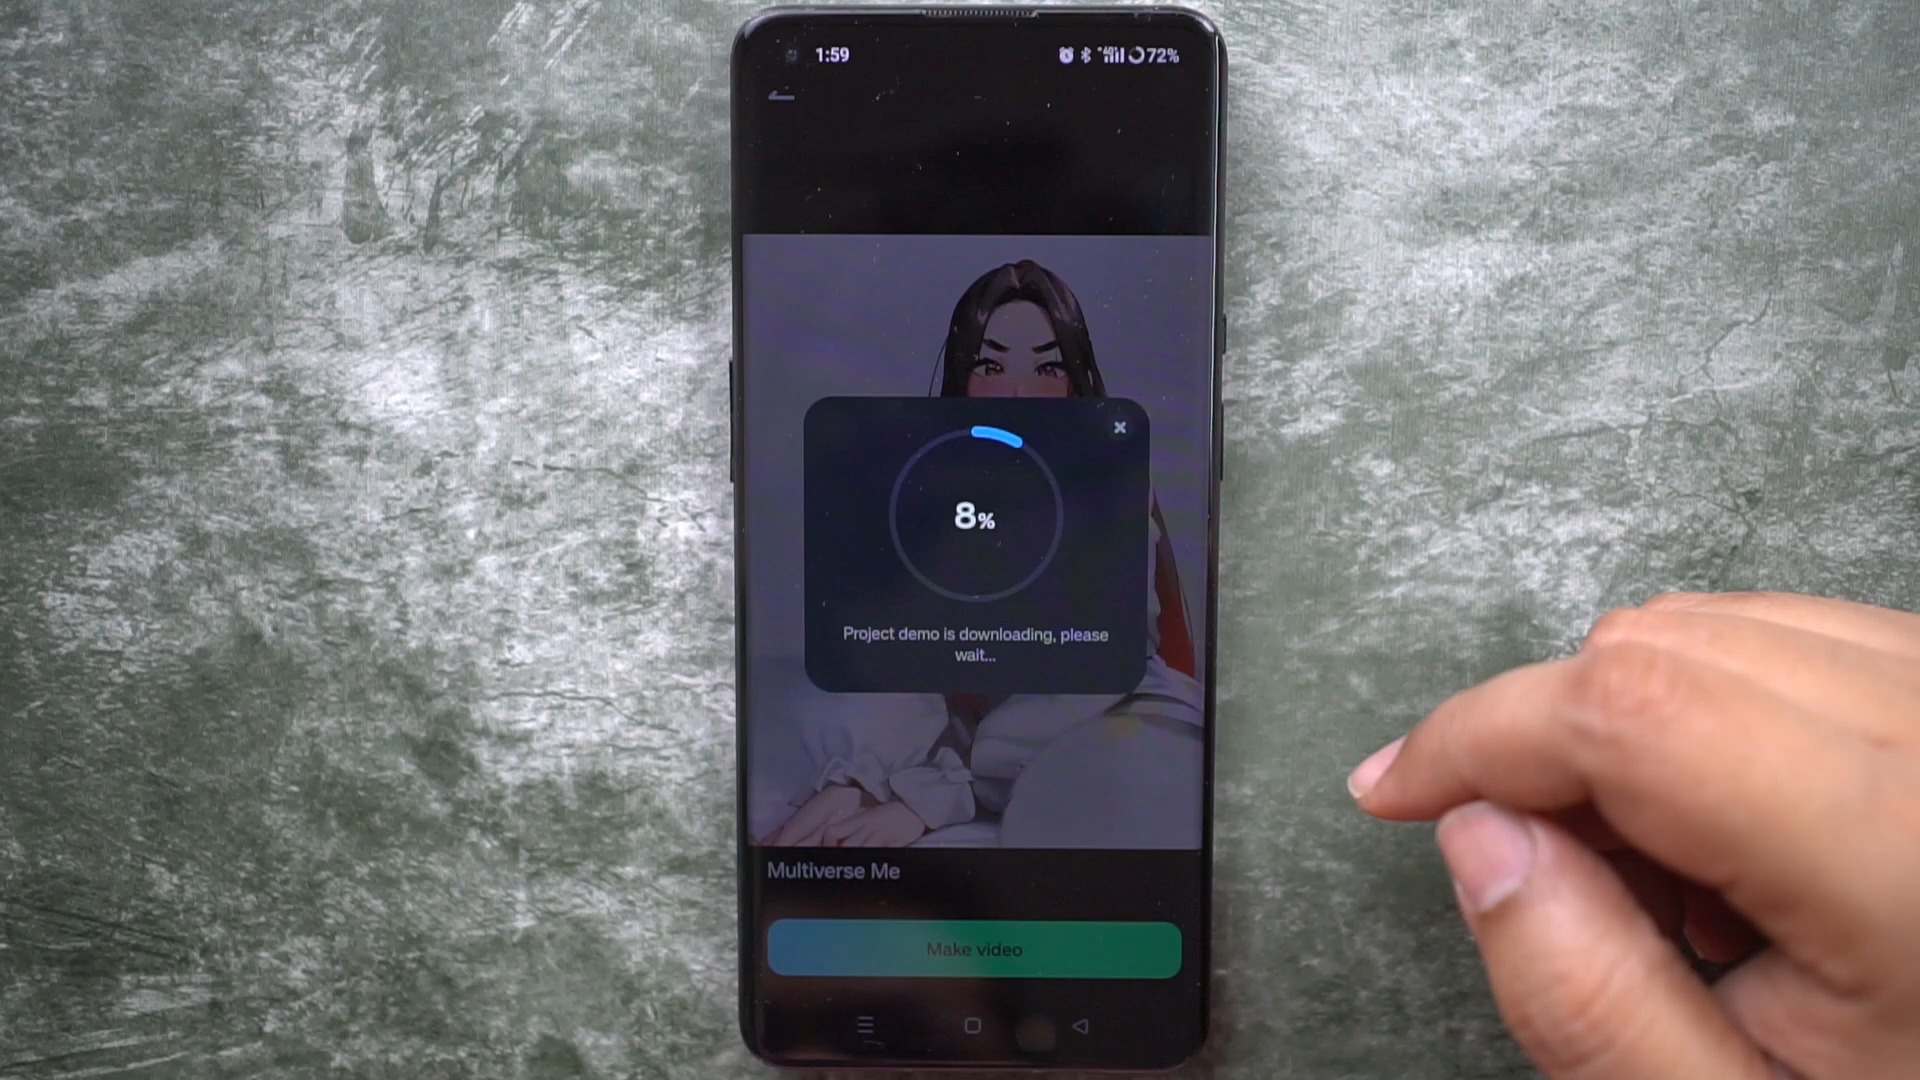 1:59
72%
8%
Project demo is downloading, please
wait...
Multiverse Me
Make video